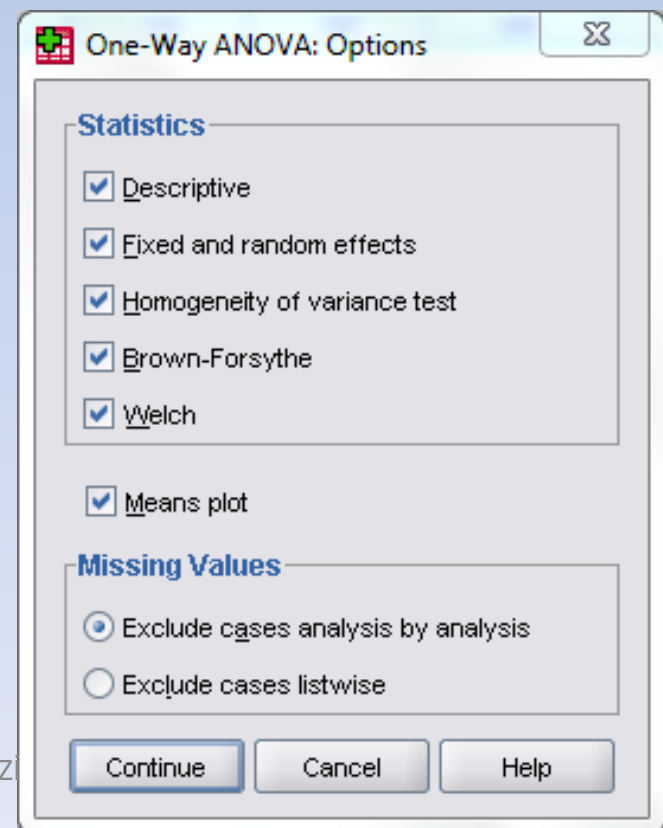 One-Way ANOVA: Options
Statistics
Descriptive
Fixed and random effects
Homogeneity of variance test
Brown-Forsythe
Welch
Means plot
Missing Values
Exclude cases analysis by analysis
Exclude cases listwise
zi
Continue Cancel Help